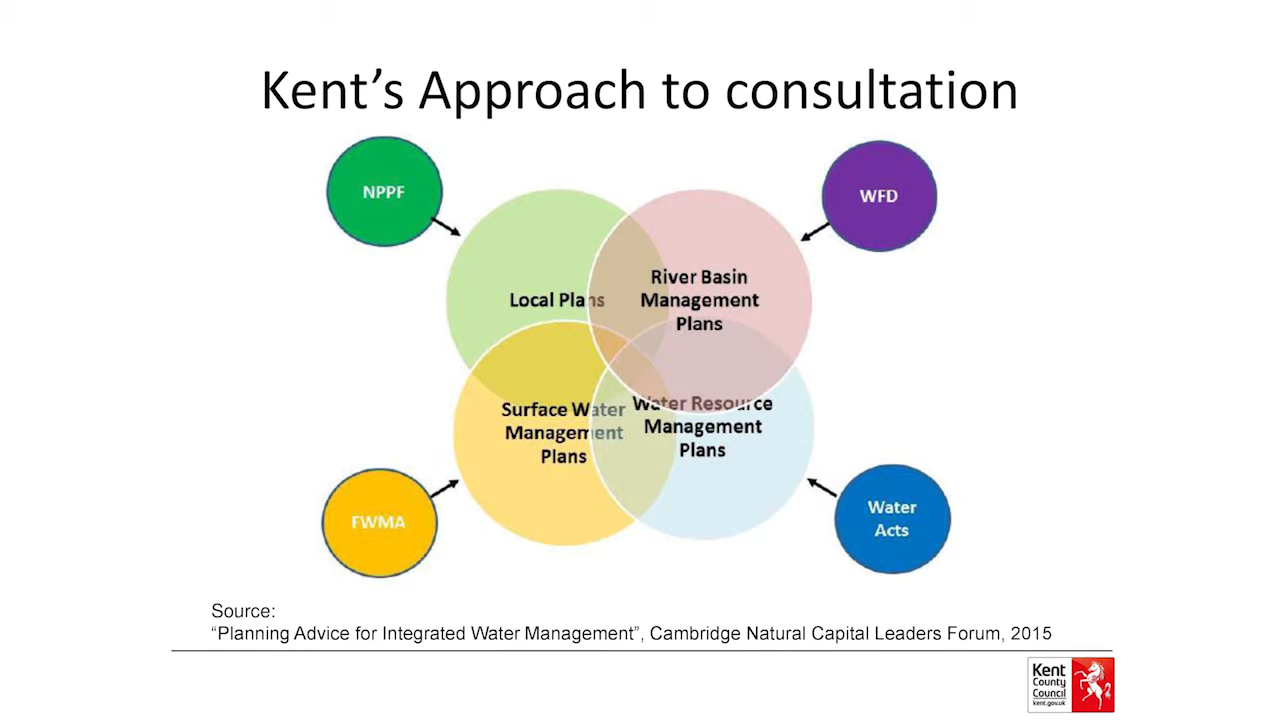 Kent’s Approach to consultation
NPPF
WFD
Local Plans
River Basin
Management
Plans
Surface Water
Management
Plans
Water Resource
Management
Plans
FWMA
Water
Acts
Source:
“Planning Advice for Integrated Water Management”, Cambridge Natural Capital Leaders Forum, 2015
Kent
County
Council
kent.gov.uk